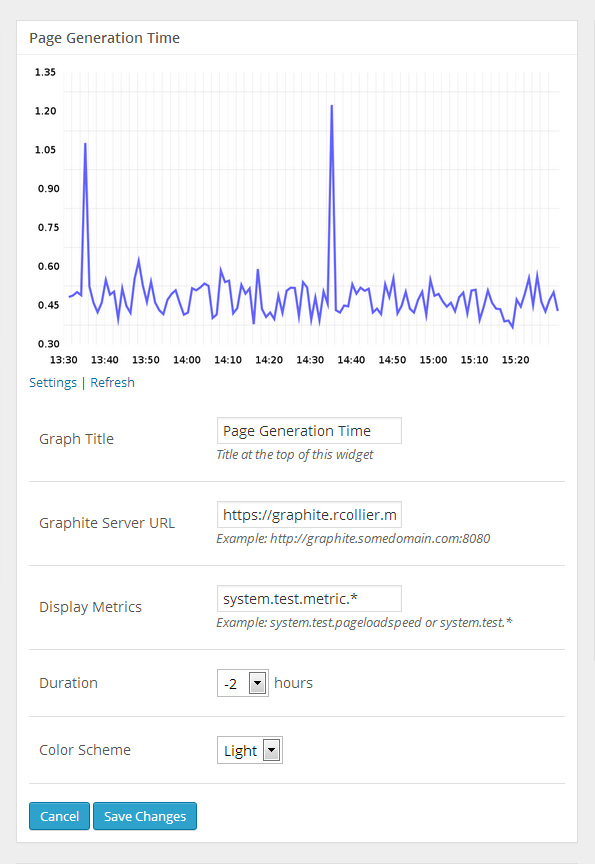 Page Generation Time
1.35
1.20
1.05
0.90
0.75
0.60
0.45
0.30
13:30 13:40 13:50 14:00 14:10 14:20 14:30 14:40 14:50 15:00 15:10 15:20
Settings | Refresh
Graph Title
Page Generation Time
Title at the top of this widget
Graphite Server URL
https://graphite.rcollier.m
Example: http://graphite.somedomain.com:8080
Display Metrics
system.test.metric.*
Example: system.test.pageloadspeed or system.test.*
Duration
-2 hours
Color Scheme
Light
Cancel Save Changes